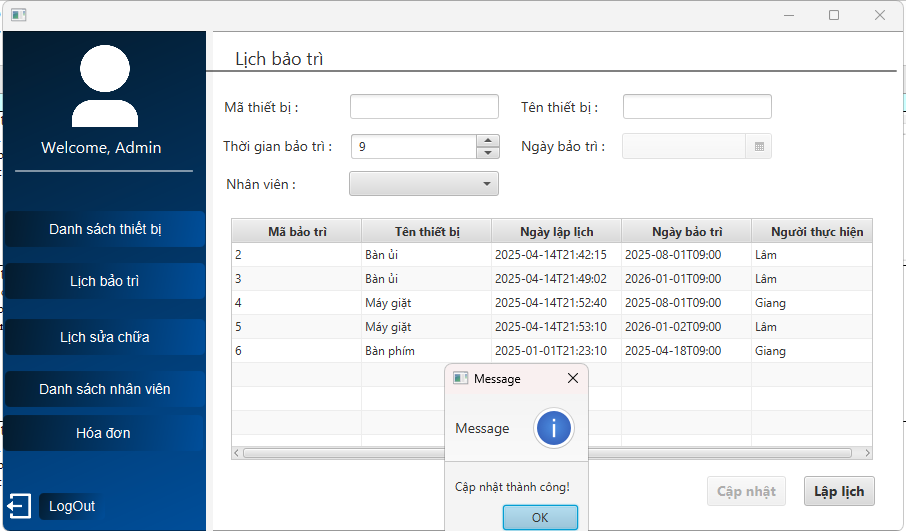 Welcome, Admin
Danh sách thiết bị
Lịch bảo trì
Lịch sửa chữa
Danh sách nhân viên
Hóa đơn
LogOut
Lịch bảo trì
Mã thiết bị :
Tên thiết bị :
Thời gian bảo trì : 9
Ngày bảo trì :
Nhân viên :
Mã bảo trì Tên thiết bị Ngày lập lịch Ngày bảo trì Người thực hiện
2 Bàn ủi 2025-04-14T21:42:15 2025-08-01T09:00 Lâm
3 Bàn ủi 2025-04-14T21:49:02 2026-01-01T09:00 Lâm
4 Máy giặt 2025-04-14T21:52:40 2025-08-01T09:00 Giang
5 Máy giặt 2025-04-14T21:53:10 2026-01-02T09:00 Lâm
6 Bàn phím 2025-01-01T21:23:10 2025-04-18T09:00 Giang
Message
Message
Cập nhật thành công!
OK
Cập nhật
Lập lịch